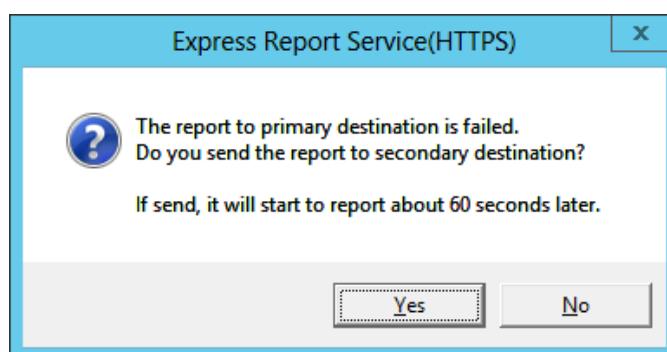 Express Report Service(HTTPS)
x
The report to primary destination is failed.
Do you send the report to secondary destination?
If send, it will start to report about 60 seconds later.
Yes
No